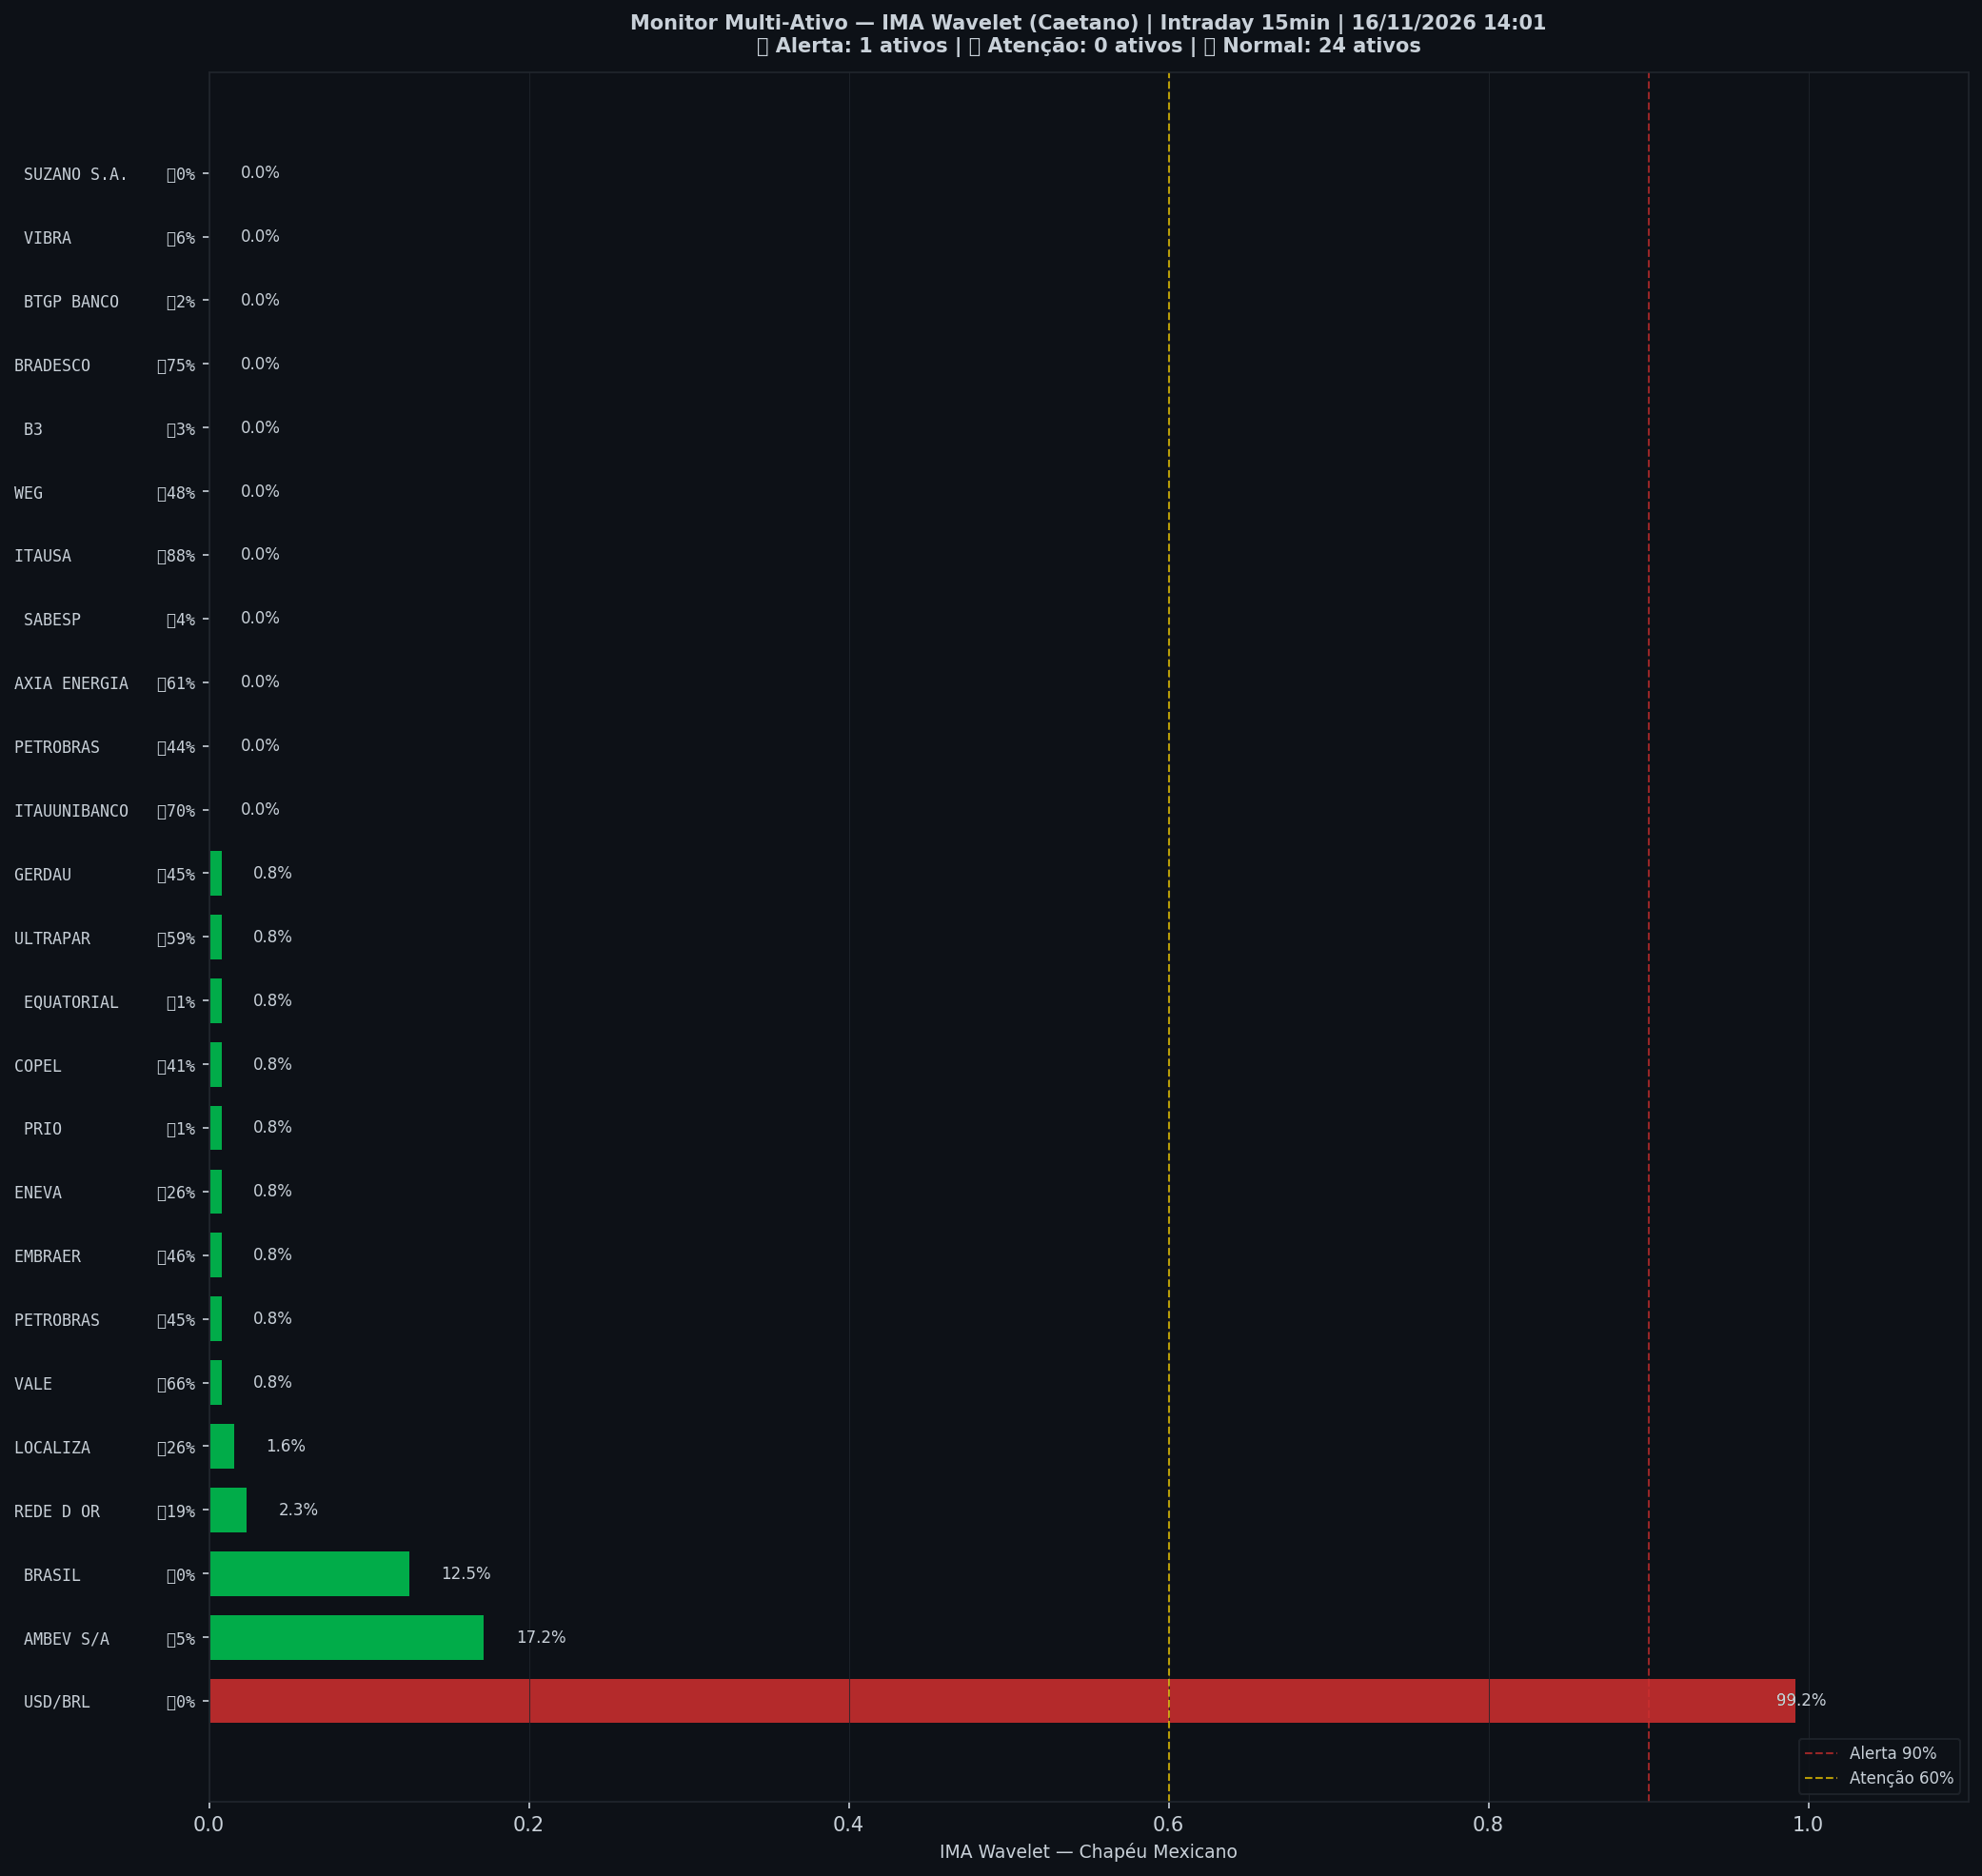 Monitor Multi-Ativo — IMA Wavelet (Caetano) | Intraday 15min | 16/11/2026 14:01
▯ Alerta: 1 ativos | ▯ Atenção: 0 ativos | ▯ Normal: 24 ativos
SUZANO S.A. ▯0% 0.0%
VIBRA ▯6% 0.0%
BTGP BANCO ▯2% 0.0%
BRADESCO ▯75% 0.0%
B3 ▯3% 0.0%
WEG ▯48% 0.0%
ITAUSA ▯88% 0.0%
SABESP ▯4% 0.0%
AXIA ENERGIA ▯61% 0.0%
PETROBRAS ▯44% 0.0%
ITAUUNIBANCO ▯70% 0.0%
GERDAU ▯45% 0.8%
ULTRAPAR ▯59% 0.8%
EQUATORIAL ▯1% 0.8%
COPEL ▯41% 0.8%
PRIO ▯1% 0.8%
ENEVA ▯26% 0.8%
EMBRAER ▯46% 0.8%
PETROBRAS ▯45% 0.8%
VALE ▯66% 0.8%
LOCALIZA ▯26% 1.6%
REDE D OR ▯19% 2.3%
BRASIL ▯0% 12.5%
AMBEV S/A ▯5% 17.2%
USD/BRL ▯0% 99.2%
Alerta 90%
Atenção 60%
0.0 0.2 0.4 0.6 0.8 1.0
IMA Wavelet — Chapéu Mexicano